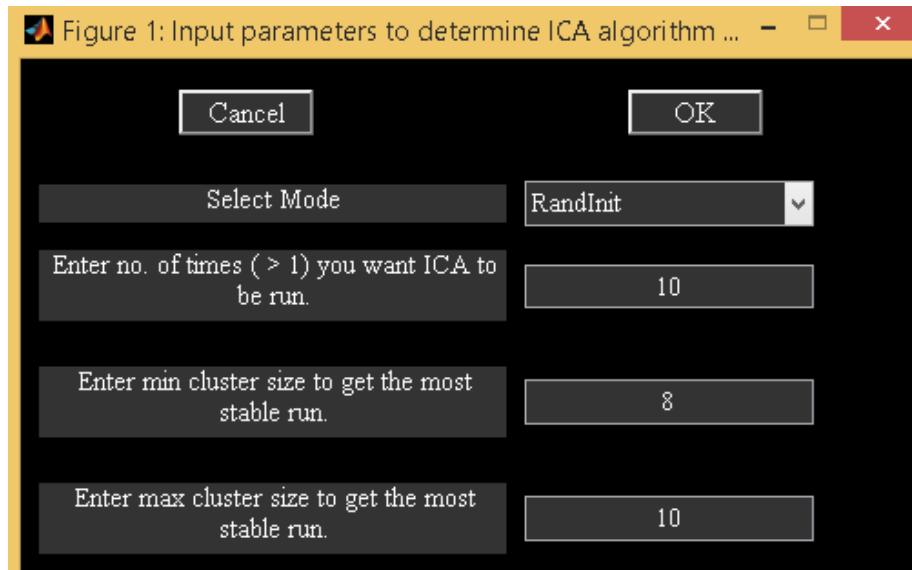 Figure 1: Input parameters to determine ICA algorithm ...
Cancel
OK
Select Mode
RandInit
Enter no. of times ( > 1) you want ICA to
be run.
10
Enter min cluster size to get the most
stable run.
8
Enter max cluster size to get the most
stable run.
10